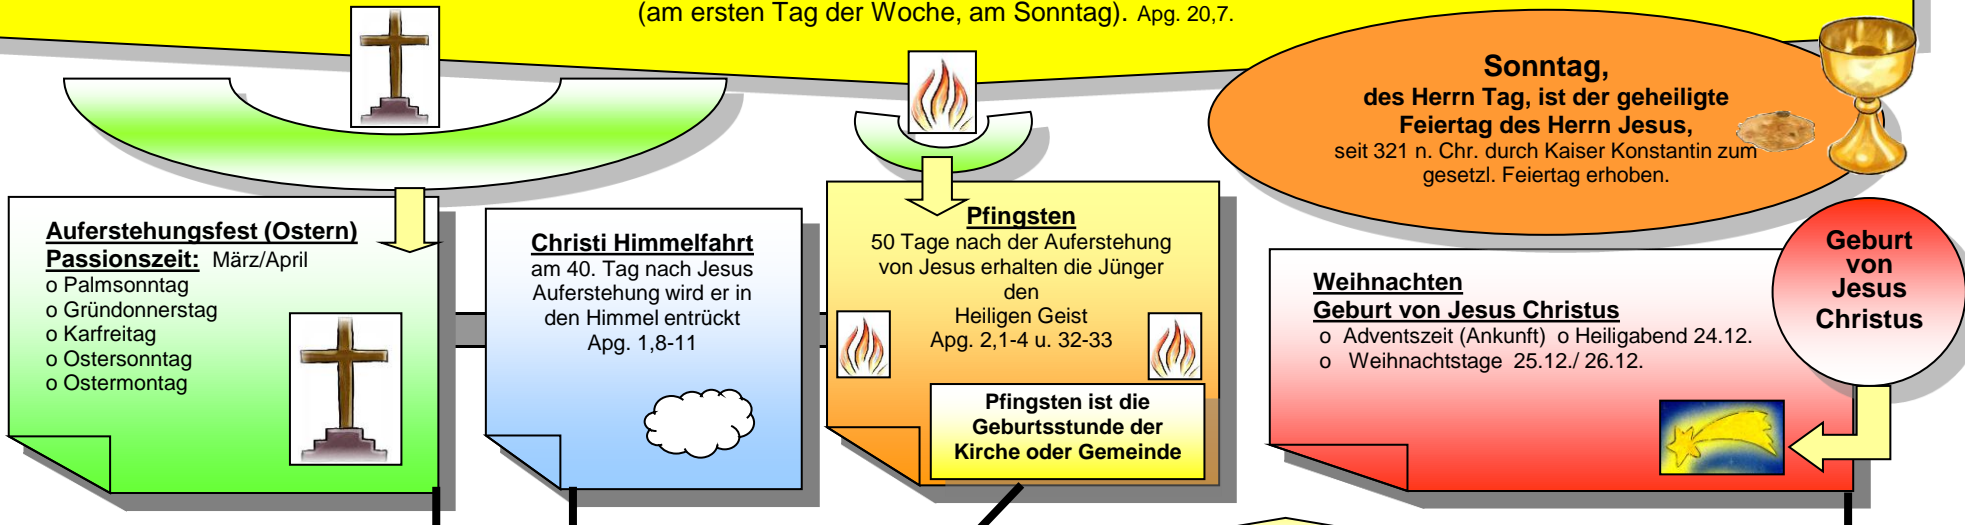 (am ersten Tag der Woche, am Sonntag). Apg. 20,7.
Sonntag,
des Herrn Tag, ist der geheiligte
Feiertag des Herrn Jesus,
seit 321 n. Chr. durch Kaiser Konstantin zum
gesetzl. Feiertag erhoben.
Auferstehungsfest (Ostern)
Passionszeit: März/April
o Palmsonntag
o Gründonnerstag
o Karfreitag
o Ostersonntag
o Ostermontag
Christi Himmelfahrt
am 40. Tag nach Jesus
Auferstehung wird er in
den Himmel entrückt
Apg. 1,8-11
Pfingsten
50 Tage nach der Auferstehung
von Jesus erhalten die Jünger
den
Heiligen Geist
Apg. 2,1-4 u. 32-33
Pfingsten ist die
Geburtsstunde der
Kirche oder Gemeinde
Weihnachten
Geburt von Jesus Christus
o Adventszeit (Ankunft) o Heiligabend 24.12.
o Weihnachtstage 25.12./ 26.12.
Geburt
von
Jesus
Christus